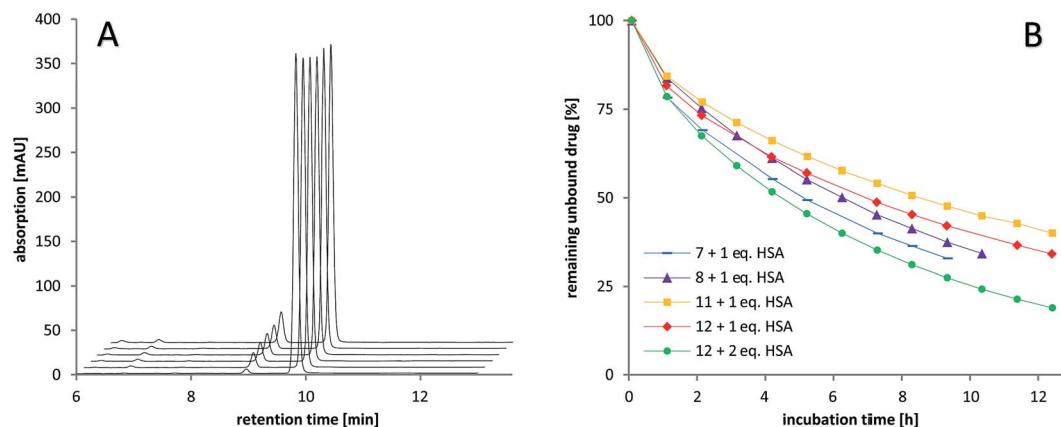 A
absorption [mAU]
400
350
300
250
200
150
100
50
0
6
8
10
12
retention time [min]
B
remaining unbound drug [%]
100
75
50
25
0
7 + 1 eq. HSA
8 + 1 eq. HSA
11 + 1 eq. HSA
12 + 1 eq. HSA
12 + 2 eq. HSA
0
2
4
6
8
10
12
incubation time [h]